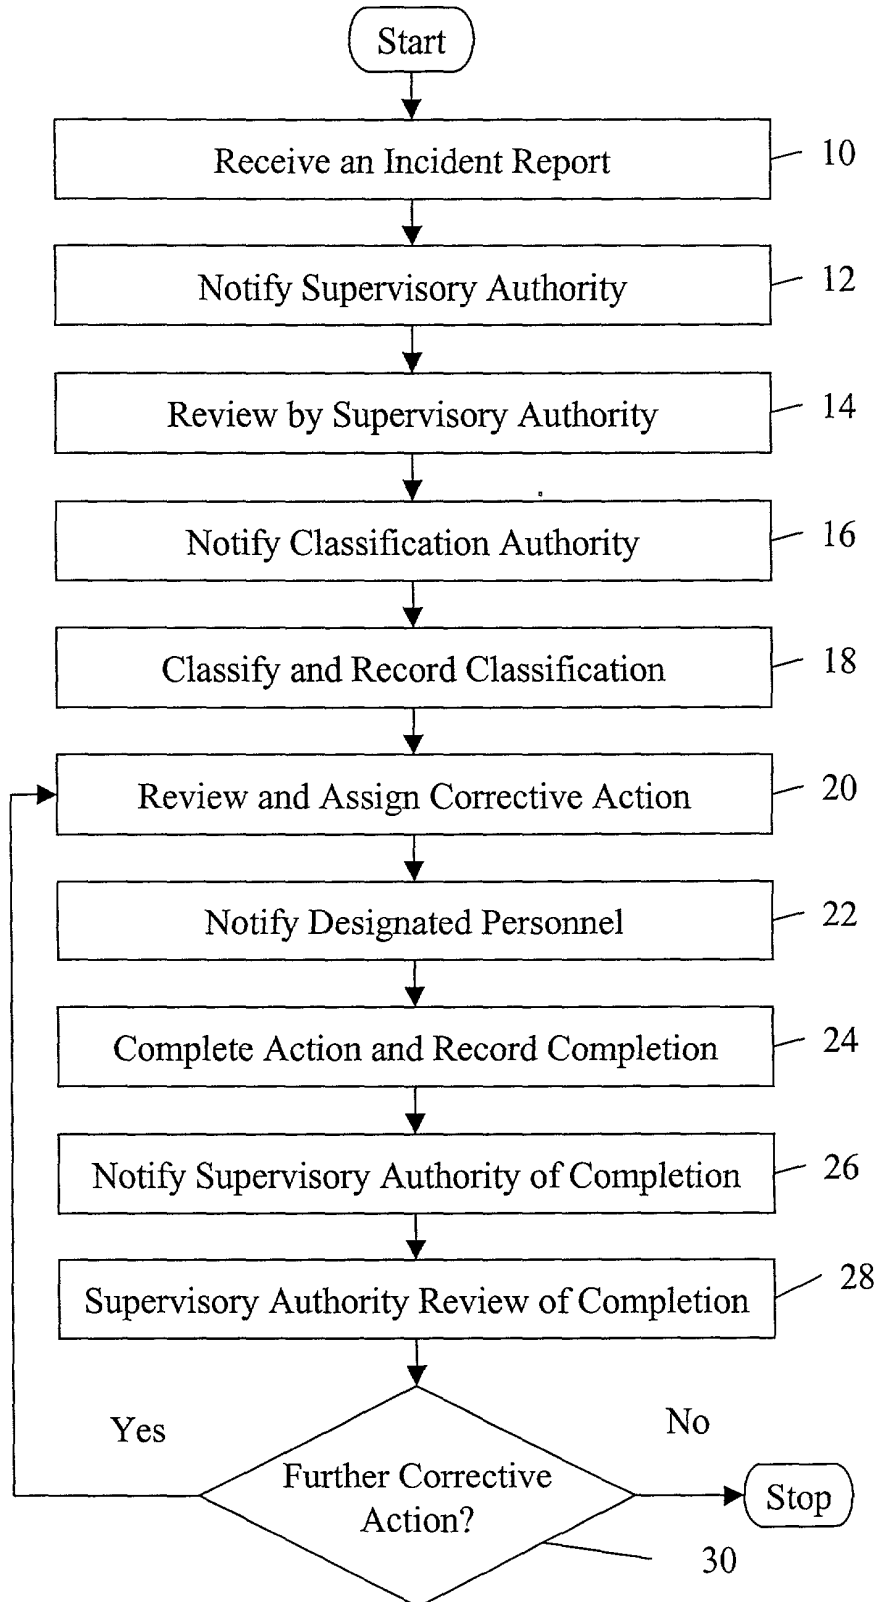 Start
Receive an Incident Report
10
Notify Supervisory Authority
12
Review by Supervisory Authority
14
Notify Classification Authority
16
Classify and Record Classification
18
Review and Assign Corrective Action
20
Notify Designated Personnel
22
Complete Action and Record Completion
24
Notify Supervisory Authority of Completion
26
Supervisory Authority Review of Completion
28
Yes
No
Further Corrective
Action?
Stop
30